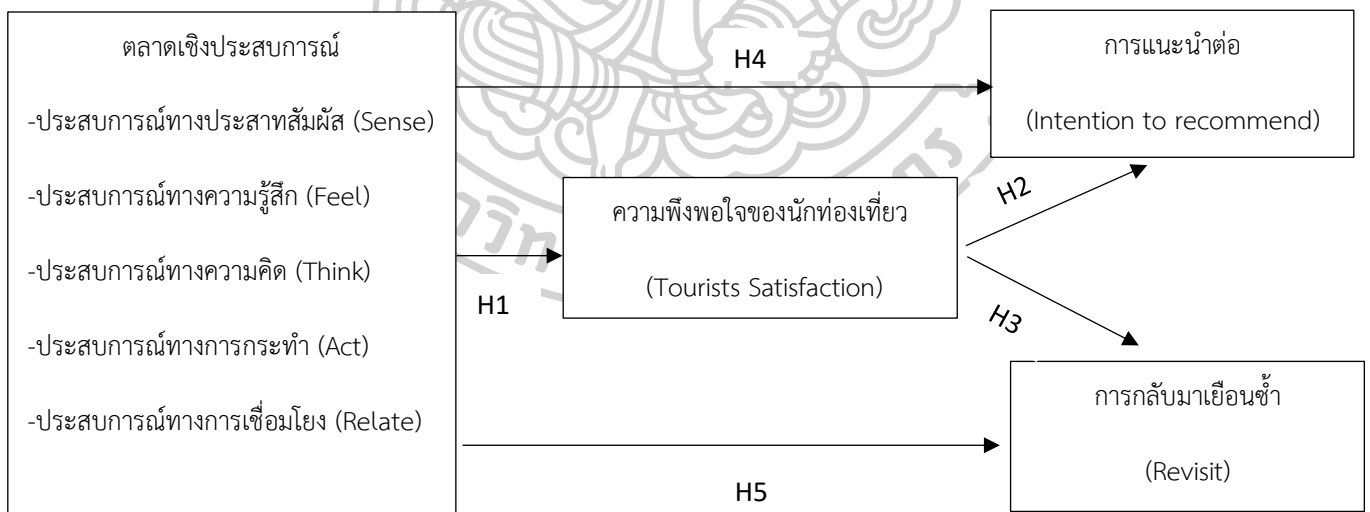 ตลาดเชิงประสบการณ์
-ประสบการณ์ทางประสาทสัมผัส (Sense)
-ประสบการณ์ทางความรู้สึก (Feel)
-ประสบการณ์ทางความคิด (Think)
-ประสบการณ์ทางการกระทำ (Act)
-ประสบการณ์ทางการเชื่อมโยง (Relate)
H4
H1
ความพึงพอใจของนักท่องเที่ยว
(Tourists Satisfaction)
H2
H3
H5
การแนะนำต่อ
(Intention to recommend)
การกลับมาเยือนซ้ำ
(Revisit)